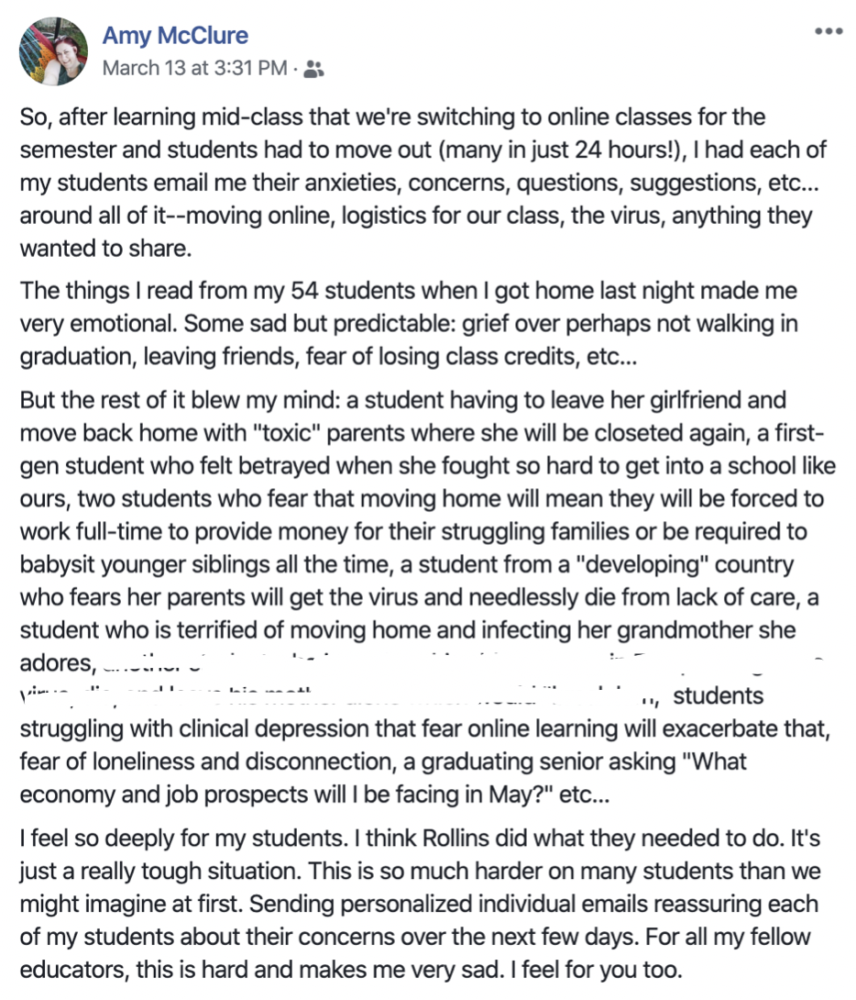 Amy McClure
March 13 at 3:31 PM ·
So, after learning mid-class that we're switching to online classes for the
semester and students had to move out (many in just 24 hours!), I had each of
my students email me their anxieties, concerns, questions, suggestions, etc...
around all of it--moving online, logistics for our class, the virus, anything they
wanted to share.
The things I read from my 54 students when I got home last night made me
very emotional. Some sad but predictable: grief over perhaps not walking in
graduation, leaving friends, fear of losing class credits, etc...
But the rest of it blew my mind: a student having to leave her girlfriend and
move back home with "toxic" parents where she will be closeted again, a first-
gen student who felt betrayed when she fought so hard to get into a school like
ours, two students who fear that moving home will mean they will be forced to
work full-time to provide money for their struggling families or be required to
babysit younger siblings all the time, a student from a "developing" country
who fears her parents will get the virus and needlessly die from lack of care, a
student who is terrified of moving home and infecting her grandmother she
adores,
students
struggling with clinical depression that fear online learning will exacerbate that,
fear of loneliness and disconnection, a graduating senior asking "What
economy and job prospects will I be facing in May?" etc...
I feel so deeply for my students. I think Rollins did what they needed to do. It's
just a really tough situation. This is so much harder on many students than we
might imagine at first. Sending personalized individual emails reassuring each
of my students about their concerns over the next few days. For all my fellow
educators, this is hard and makes me very sad. I feel for you too.